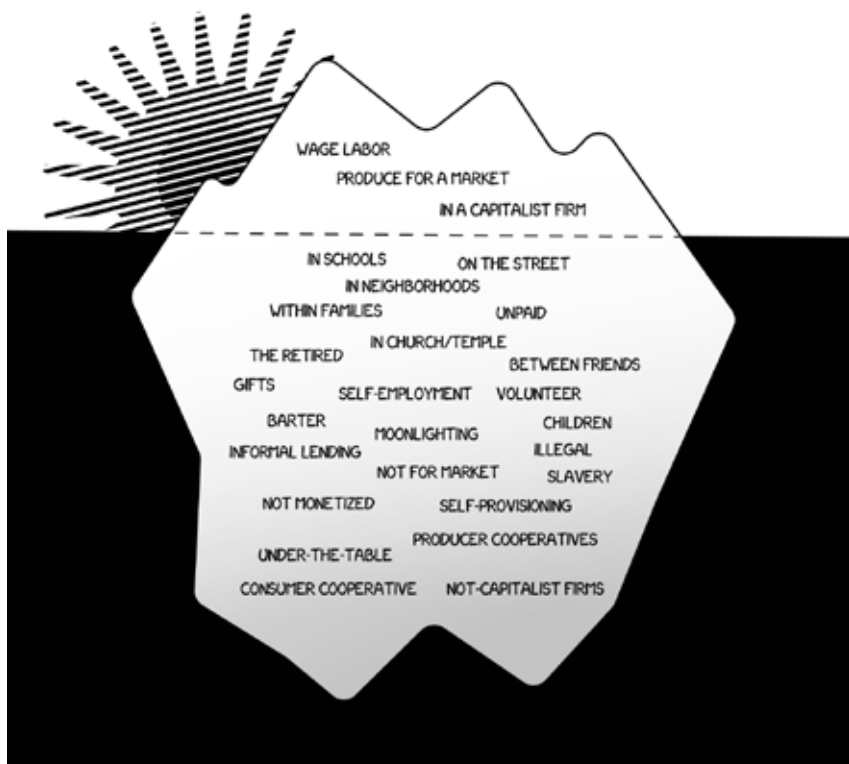 WAGE LABOR
PRODUCE FOR A MARKET
IN A CAPITALIST FIRM
IN SCHOOLS
ON THE STREET
IN NEIGHBORHOODS
WITHIN FAMILIES
UNPAID
IN CHURCH/TEMPLE
THE RETIRED
BETWEEN FRIENDS
GIFTS
SELF-EMPLOYMENT
VOLUNTEER
BARTER
CHILDREN
MOONLIGHTING
INFORMAL LENDING
ILLEGAL
NOT FOR MARKET
SLAVERY
NOT MONETIZED
SELF-PROVISIONING
PRODUCER COOPERATIVES
UNDER-THE-TABLE
CONSUMER COOPERATIVE
NOT-CAPITALIST FIRMS